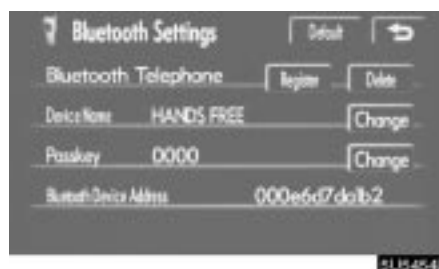 Bluetooth Settings Default
Bluetooth Telephone Register Delete
Device Name HANDS FREE Change
Passkey 0000 Change
Bluetooth Device Address 000e6d7da1b2